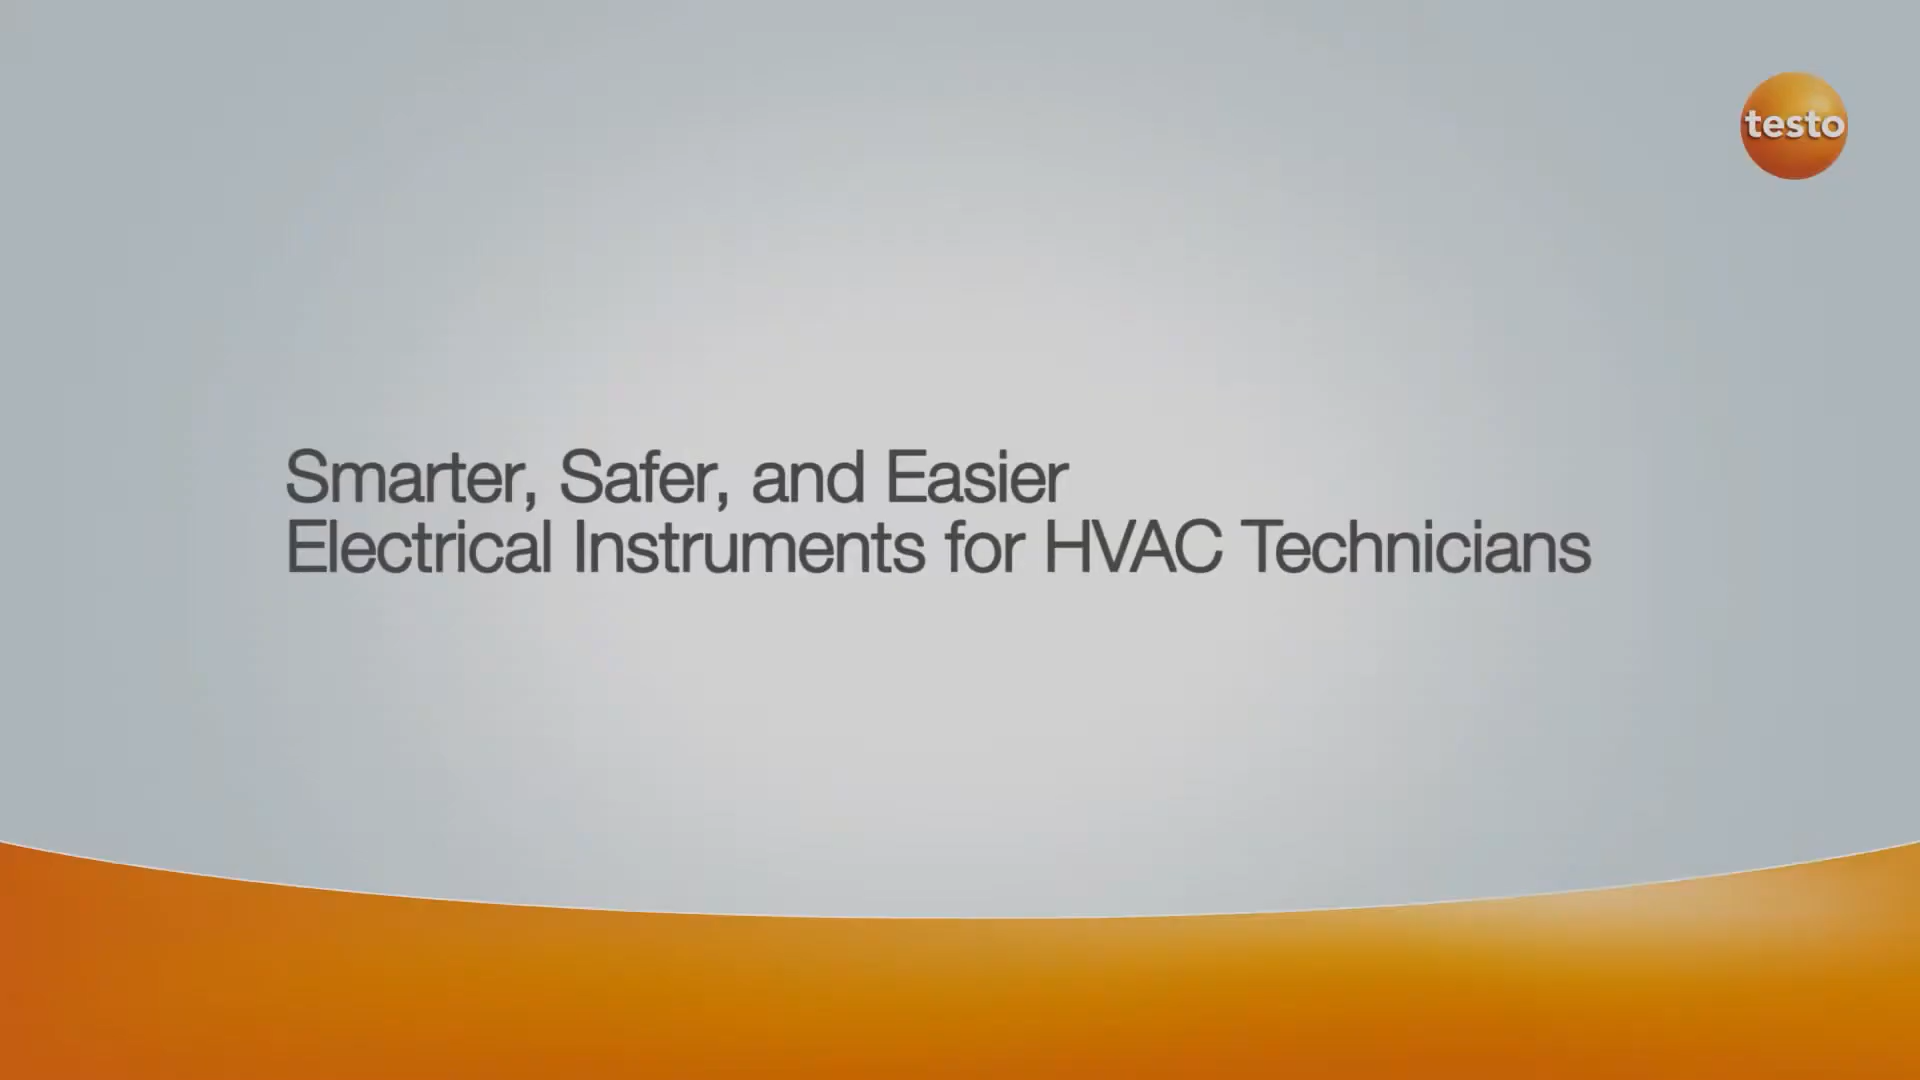 testo
Smarter, Safer, and Easier
Electrical Instruments for HVAC Technicians